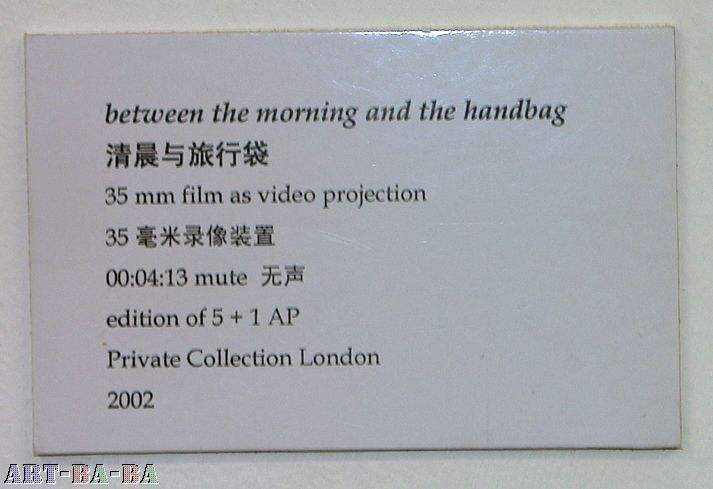 between the morning and the handbag
清晨与旅行袋
35 mm film as video projection
35 毫米录像装置
00:04:13 mute 无声
edition of 5 + 1 AP
Private Collection London
2002
ART-BA-BA